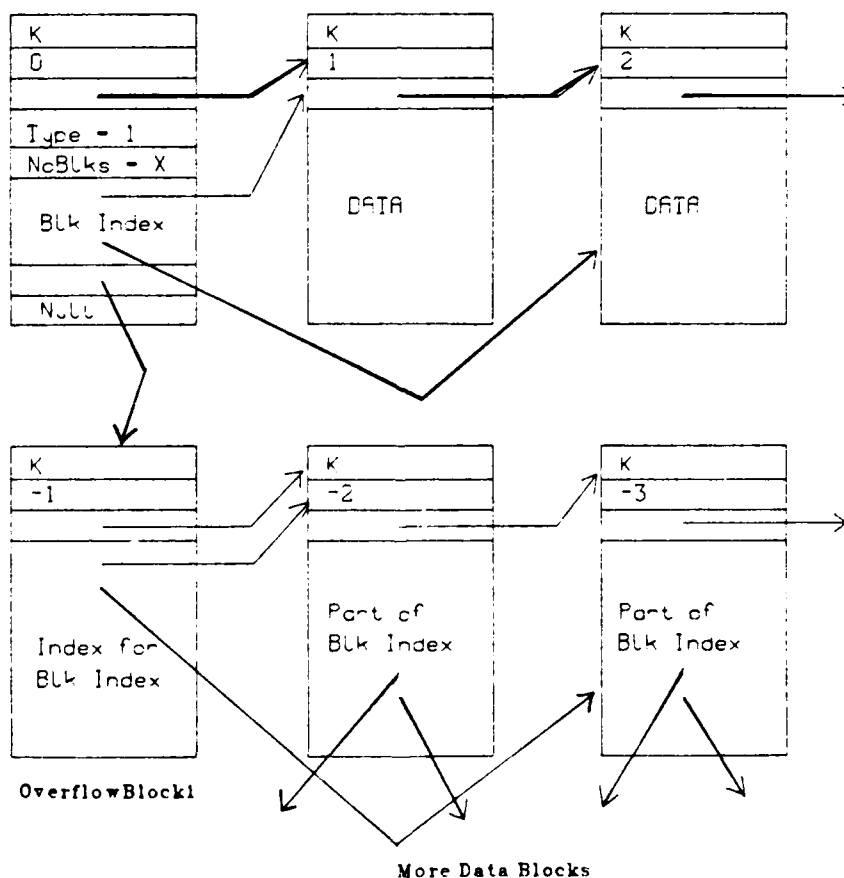 K
0
Type - 1
NoBlks - X
Blk Index
Null
K
1
DATA
K
2
DATA
K
-1
Index for
Blk Index
OverflowBlock1
K
-2
Part of
Blk Index
K
-3
Part of
Blk Index
More Data Blocks